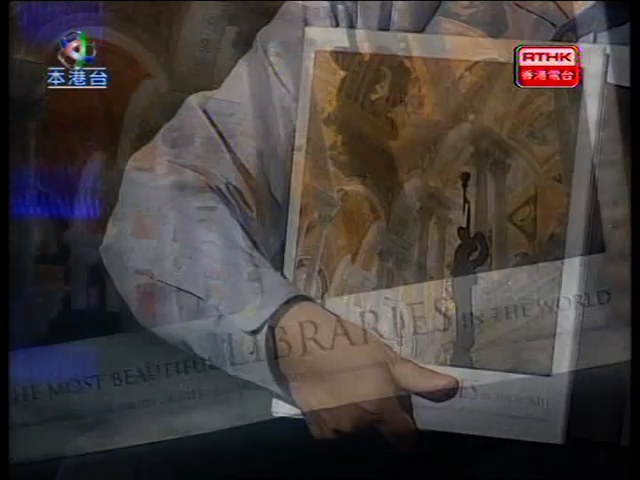 本港台
RTHK
香港電台
THE MOST BEAUTIFUL LIBRARIES IN THE WORLD